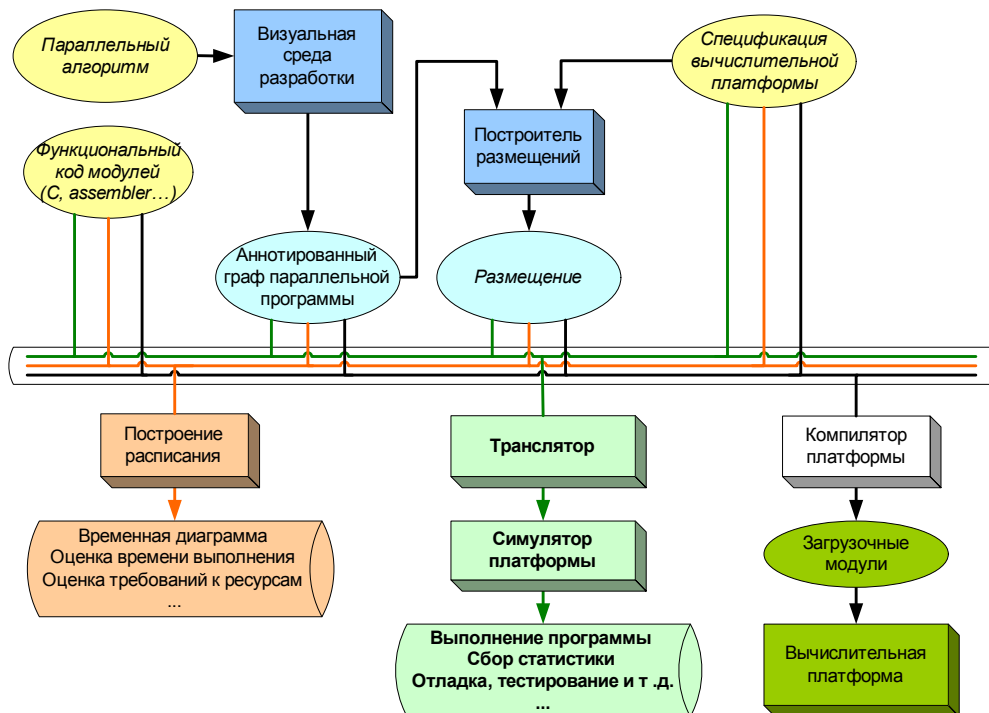 Параллельный
алгоритм
Визуальная
среда
разработки
Спецификация
вычислительной
платформы
Функциональный
код модулей
(C, assembler…)
Построитель
размещений
Аннотированный
граф параллельной
программы
Размещение
Построение
расписания
Транслятор
Компилятор
платформы
Временная диаграмма
Оценка времени выполнения
Оценка требований к ресурсам
...
Симулятор
платформы
Загрузочные
модули
Выполнение программы
Сбор статистики
Отладка, тестирование и т .д.
...
Вычислительная
платформа